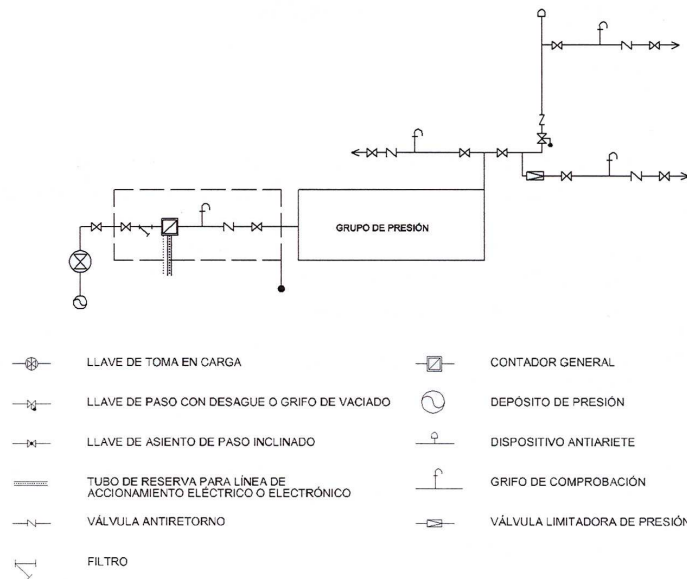 GRUPO DE PRESIÓN
LLAVE DE TOMA EN CARGA
CONTADOR GENERAL
LLAVE DE PASO CON DESAGUE O GRIFO DE VACIADO
DEPÓSITO DE PRESIÓN
LLAVE DE ASIENTO DE PASO INCLINADO
DISPOSITIVO ANTIARIETE
TUBO DE RESERVA PARA LÍNEA DE
ACCIONAMIENTO ELÉCTRICO O ELECTRÓNICO
GRIFO DE COMPROBACIÓN
VÁLVULA ANTIRETORNO
VÁLVULA LIMITADORA DE PRESIÓN
FILTRO